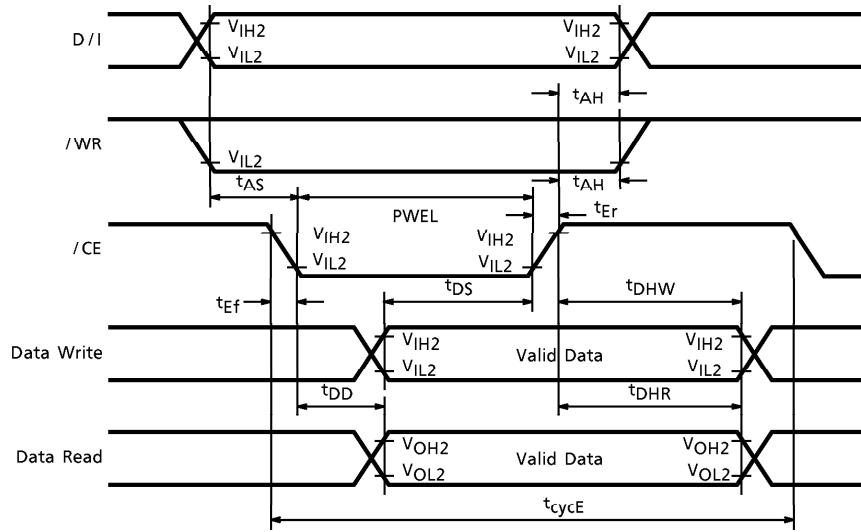 D/I
VIH2 VIH2
VIL2 VIL2
tAH
/WR
VIL2
tAS tAH
PWEL tEr
/CE
VIH2 VIH2
VIL2 VIL2
tEf tDS tDHW
Data Write
VIH2 VIH2
Valid Data
VIL2 VIL2
tDD tDHR
Data Read
VOH2 VOH2
Valid Data
VOL2 VOL2
tcycE